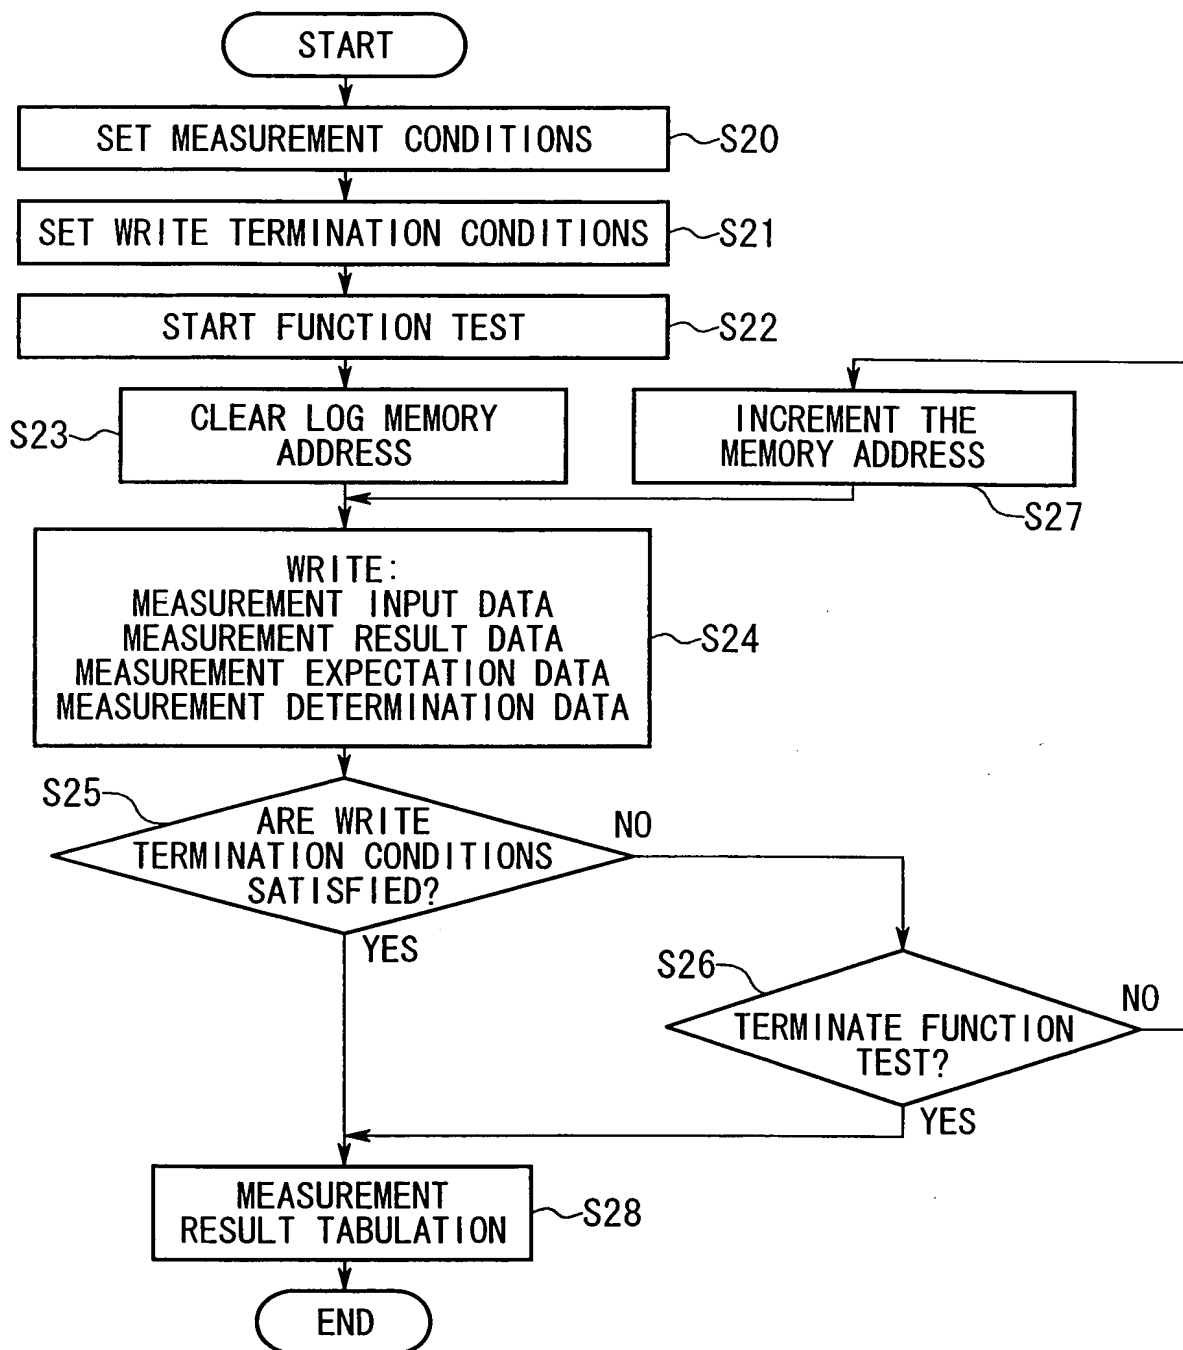 START
SET MEASUREMENT CONDITIONS
S20
SET WRITE TERMINATION CONDITIONS
S21
START FUNCTION TEST
S22
S23
CLEAR LOG MEMORY
ADDRESS
INCREMENT THE
MEMORY ADDRESS
S27
WRITE:
MEASUREMENT INPUT DATA
MEASUREMENT RESULT DATA
MEASUREMENT EXPECTATION DATA
MEASUREMENT DETERMINATION DATA
S24
S25
ARE WRITE
TERMINATION CONDITIONS
SATISFIED?
NO
YES
S26
TERMINATE FUNCTION
TEST?
NO
YES
MEASUREMENT
RESULT TABULATION
S28
END